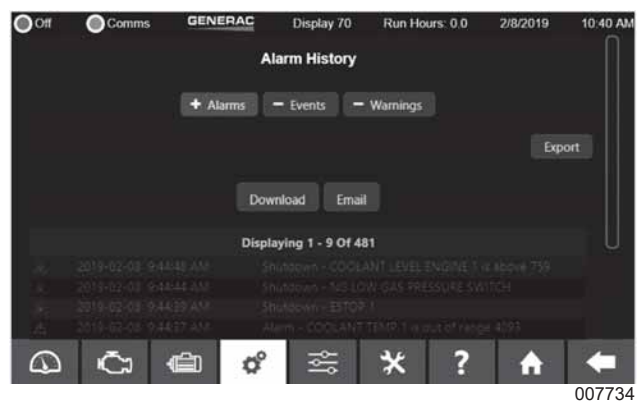 Off Comms GENERAC Display 70 Run Hours: 0.0 2/8/2019 10:40 AM
Alarm History
+ Alarms − Events − Warnings
Export
Download Email
Displaying 1 - 9 Of 481
2019-02-08 9:44:48 AM Shutdown - COOLANT LEVEL ENGINE 1 is above 759
2019-02-08 9:44:44 AM Shutdown - NG LOW GAS PRESSURE SWITCH
2019-02-08 9:44:39 AM Shutdown - ESTOP 1
2019-02-08 9:44:37 AM Alarm - COOLANT TEMP 1 is out of range 4093
?
007734